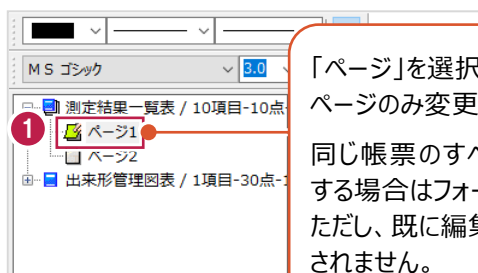 MS ゴシック
3.0
測定結果一覧表 / 10項目-10点-
1
ページ1
ページ2
出来形管理図表 / 1項目-30点-1
「ページ」を選択
ページのみ変更
同じ帳票のすべ
する場合はフォー
ただし、既に編集
されません。